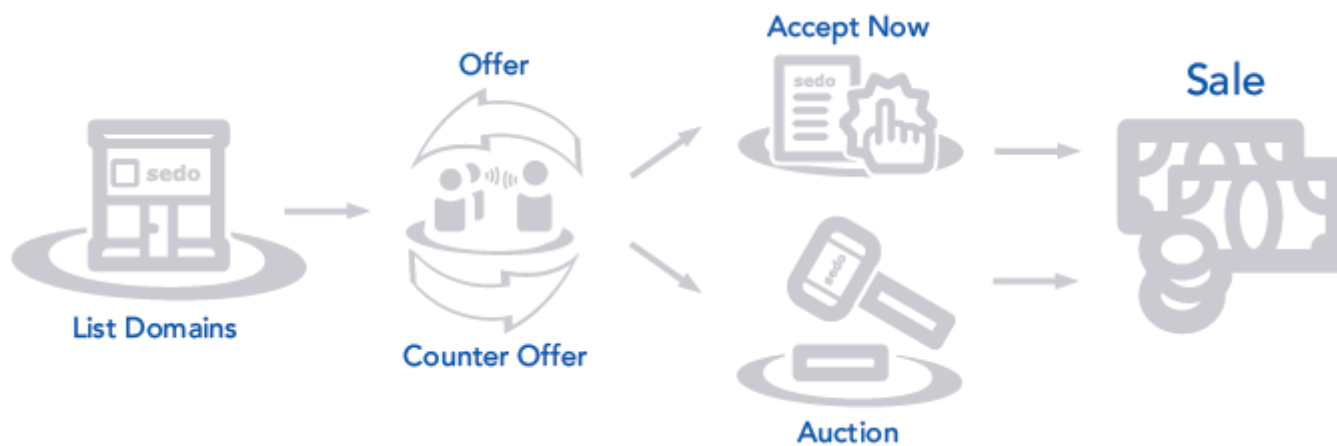 sedo
List Domains
Offer
Counter Offer
Accept Now
sedo
sedo
Auction
Sale